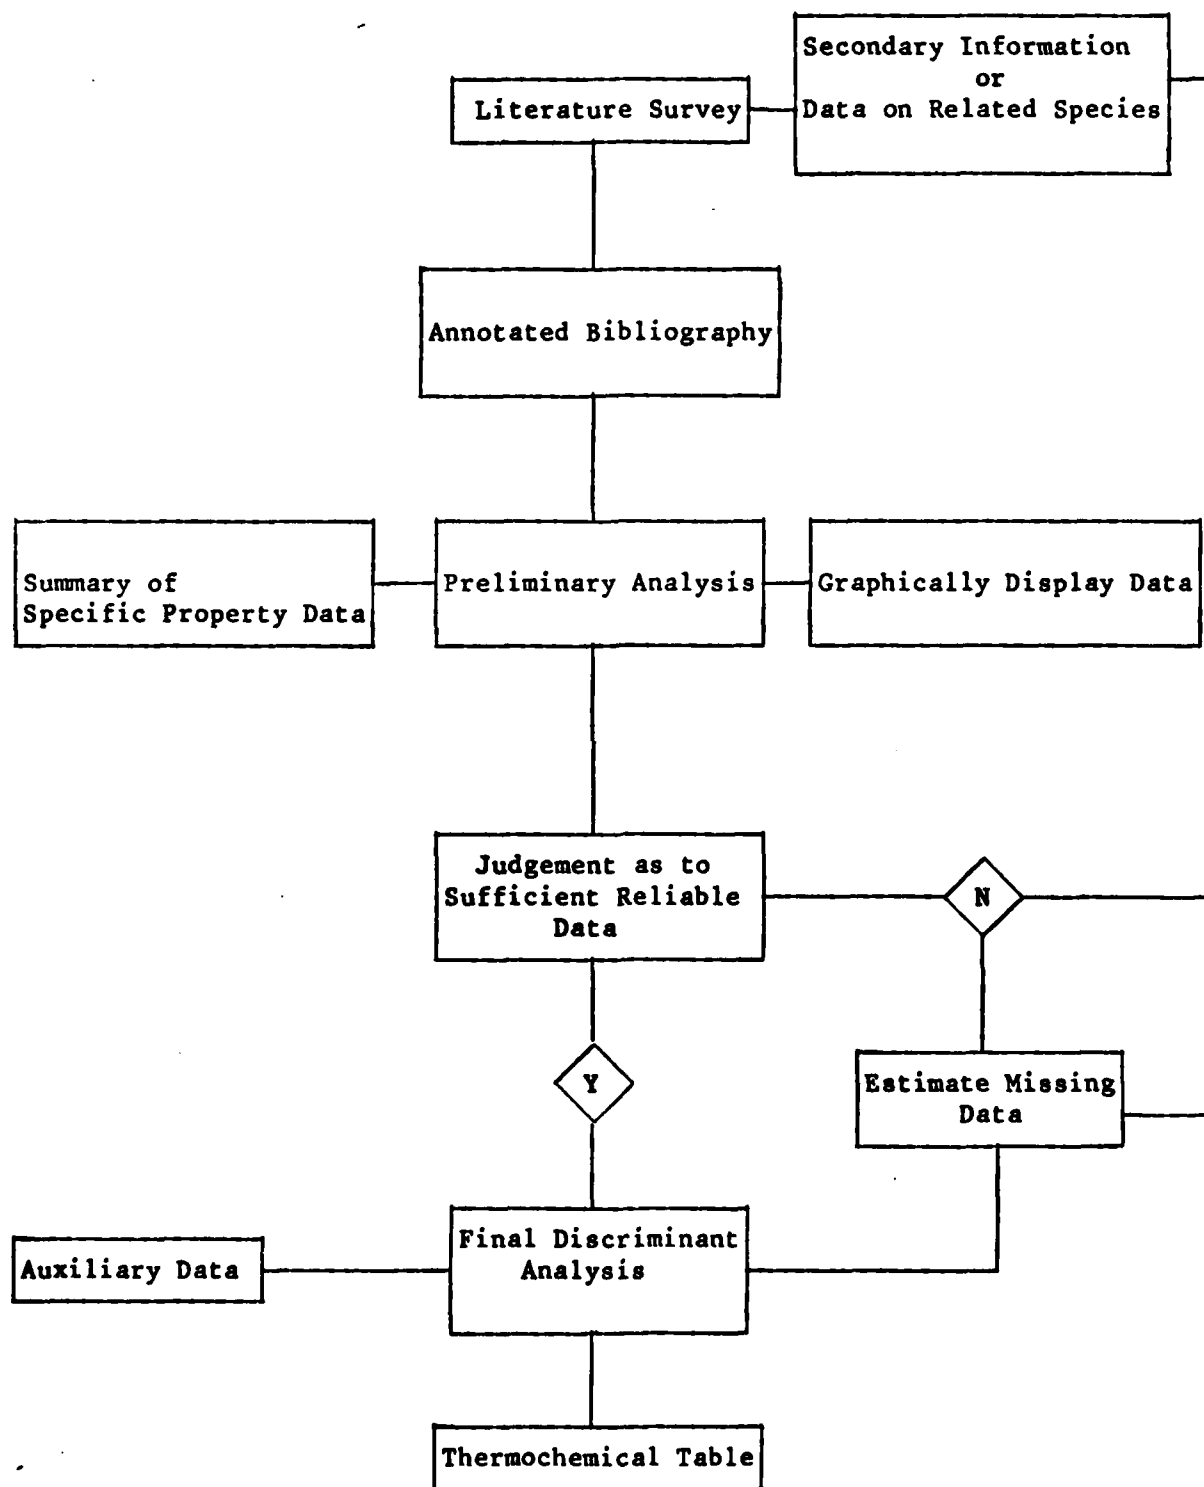 Secondary Information
or
Data on Related Species
Literature Survey
Annotated Bibliography
Summary of
Specific Property Data
Preliminary Analysis
Graphically Display Data
Judgement as to
Sufficient Reliable
Data
N
Y
Estimate Missing
Data
Final Discriminant
Analysis
Auxiliary Data
Thermochemical Table